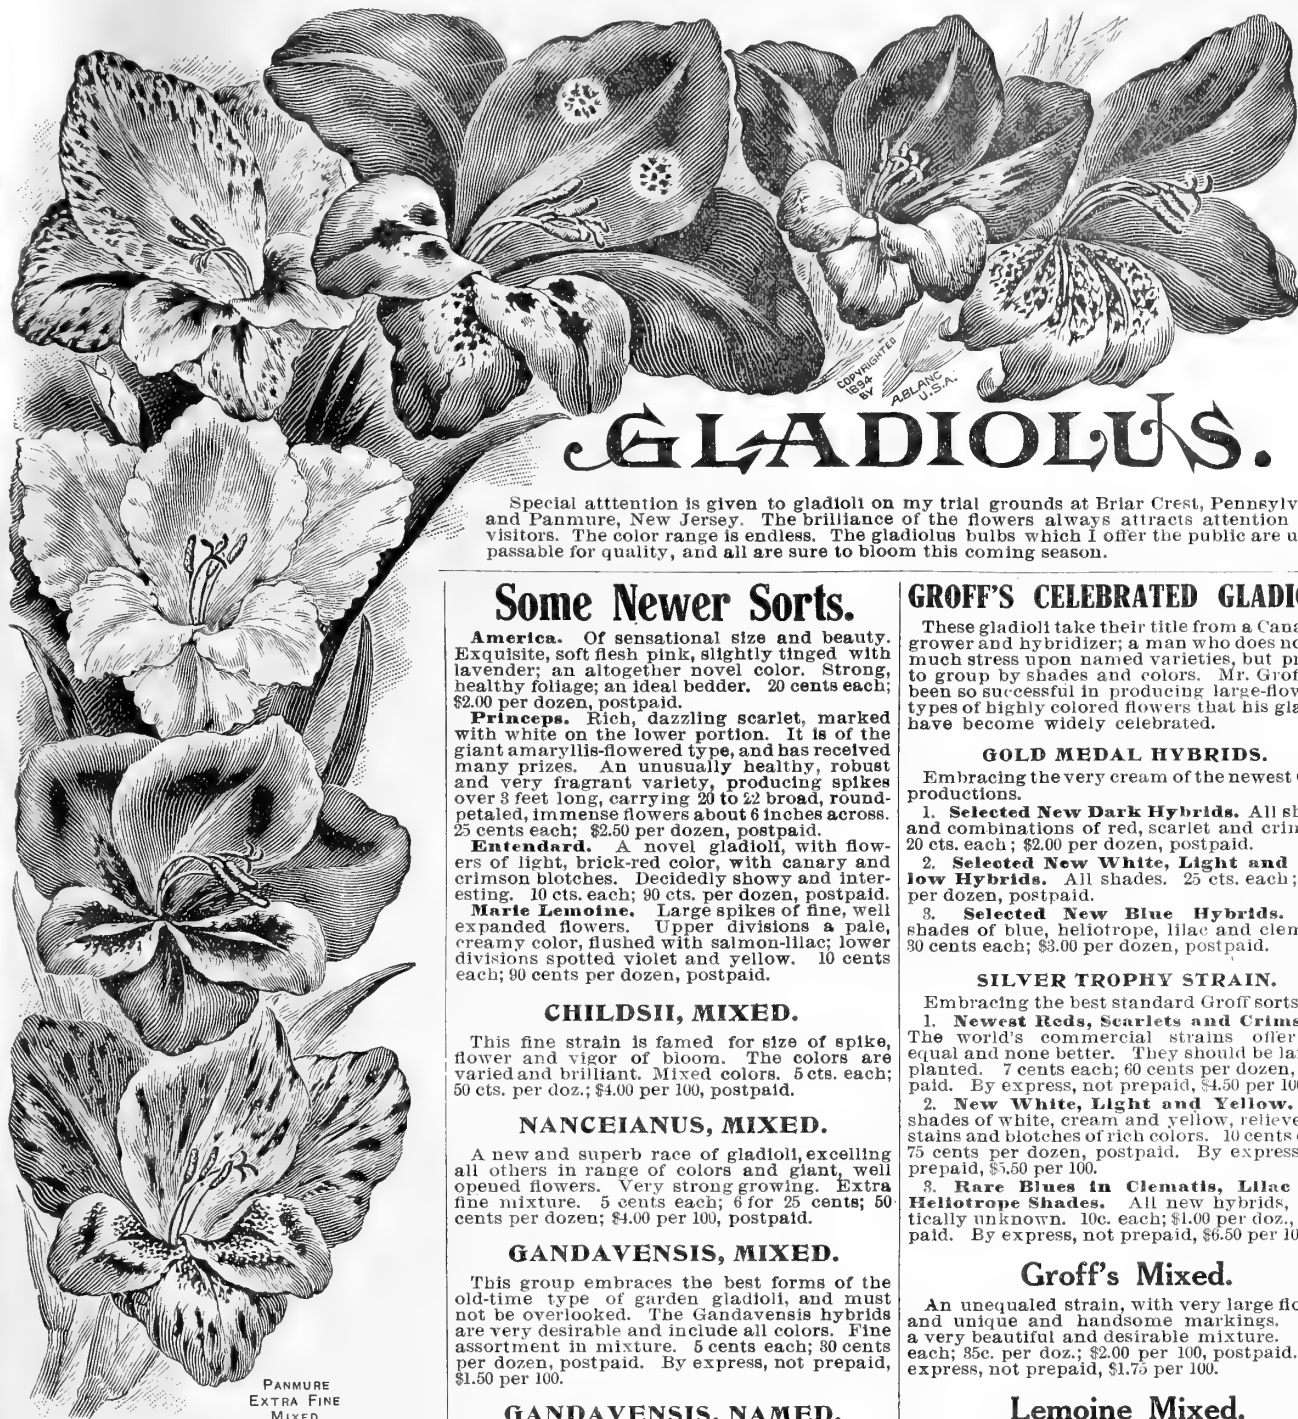 COPYRIGHTED
1894
BY
A.BLANC
U.S.A.
GLADIOLUS.
Special atttention is given to gladioli on my trial grounds at Briar Crest, Pennsylv
and Panmure, New Jersey. The brilliance of the flowers always attracts attention
visitors. The color range is endless. The gladiolus bulbs which I offer the public are u
passable for quality, and all are sure to bloom this coming season.
Some Newer Sorts.
America. Of sensational size and beauty.
Exquisite, soft flesh pink, slightly tinged with
lavender; an altogether novel color. Strong,
healthy foliage; an ideal bedder. 20 cents each;
$2.00 per dozen, postpaid.
Princeps. Rich, dazzling scarlet, marked
with white on the lower portion. It is of the
giant amaryllis-flowered type, and has received
many prizes. An unusually healthy, robust
and very fragrant variety, producing spikes
over 3 feet long, carrying 20 to 22 broad, round-
petaled, immense flowers about 6 inches across.
25 cents each; $2.50 per dozen, postpaid.
Entendard. A novel gladioli, with flow-
ers of light, brick-red color, with canary and
crimson blotches. Decidedly showy and inter-
esting. 10 cts. each; 90 cts. per dozen, postpaid.
Marie Lemoine. Large spikes of fine, well
expanded flowers. Upper divisions a pale,
creamy color, flushed with salmon-lilac; lower
divisions spotted violet and yellow. 10 cents
each; 90 cents per dozen, postpaid.
CHILDSII, MIXED.
This fine strain is famed for size of spike,
flower and vigor of bloom. The colors are
varied and brilliant. Mixed colors. 5 cts. each;
50 cts. per doz.; $4.00 per 100, postpaid.
NANCEIANUS, MIXED.
A new and superb race of gladioli, excelling
all others in range of colors and giant, well
opened flowers. Very strong growing. Extra
fine mixture. 5 cents each; 6 for 25 cents; 50
cents per dozen; $4.00 per 100, postpaid.
GANDAVENSIS, MIXED.
This group embraces the best forms of the
old-time type of garden gladioli, and must
not be overlooked. The Gandavensis hybrids
are very desirable and include all colors. Fine
assortment in mixture. 5 cents each; 30 cents
per dozen, postpaid. By express, not prepaid,
$1.50 per 100.
GANDAVENSIS, NAMED.
GROFF'S CELEBRATED GLADI
These gladioli take their title from a Cana
grower and hybridizer; a man who does no
much stress upon named varieties, but pr
to group by shades and colors. Mr. Grof
been so successful in producing large-flow
types of highly colored flowers that his gla
have become widely celebrated.
GOLD MEDAL HYBRIDS.
Embracing the very cream of the newest
productions.
1. Selected New Dark Hybrids. All sh
and combinations of red, scarlet and crim
20 cts. each; $2.00 per dozen, postpaid.
2. Selected New White, Light and
low Hybrids. All shades. 25 cts. each;
per dozen, postpaid.
3. Selected New Blue Hybrids.
shades of blue, heliotrope, lilac and clem
30 cents each; $3.00 per dozen, postpaid.
SILVER TROPHY STRAIN.
Embracing the best standard Groff sorts
1. Newest Reds, Scarlets and Crims
The world's commercial strains offer
equal and none better. They should be la
planted. 7 cents each; 60 cents per dozen,
paid. By express, not prepaid, $4.50 per 10
2. New White, Light and Yellow.
shades of white, cream and yellow, relieve
stains and blotches of rich colors. 10 cents
75 cents per dozen, postpaid. By express
prepaid, $5.50 per 100.
3. Rare Blues in Clematis, Lilac
Heliotrope Shades. All new hybrids,
tically unknown. 10c. each; $1.00 per doz.,
paid. By express, not prepaid, $6.50 per 10
Groff's Mixed.
An unequaled strain, with very large flo
and unique and handsome markings.
a very beautiful and desirable mixture.
each; 35c. per doz.; $2.00 per 100, postpaid.
express, not prepaid, $1.75 per 100.
Lemoine Mixed.
PANMURE
EXTRA FINE
MIXED